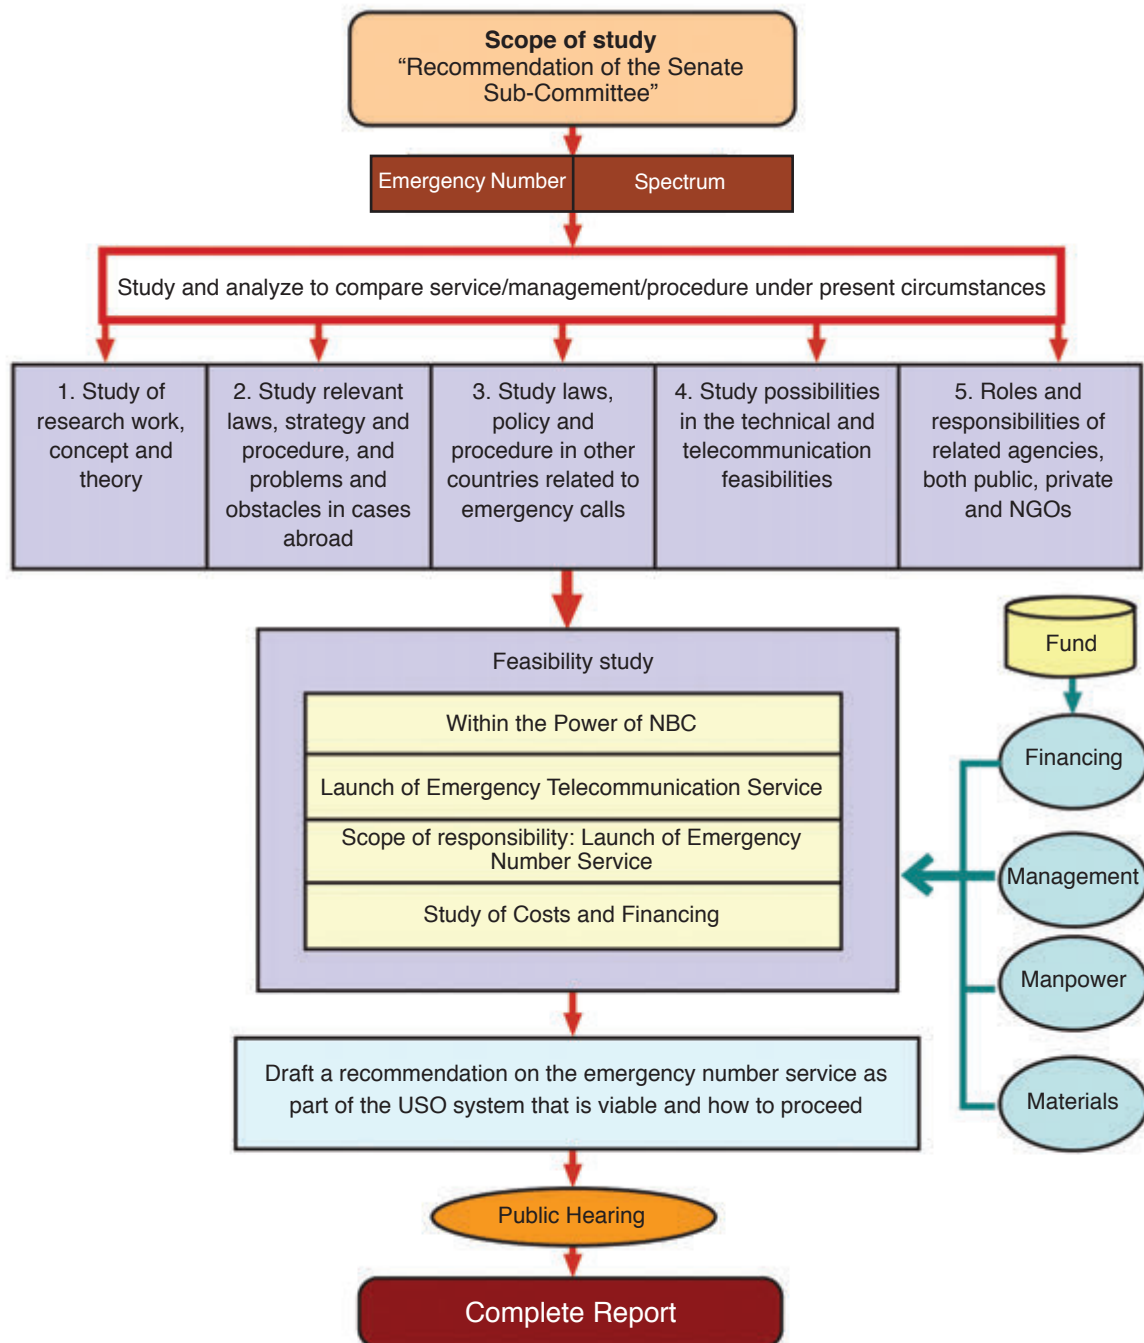 Scope of study
“Recommendation of the Senate
Sub-Committee”
Emergency Number
Spectrum
Study and analyze to compare service/management/procedure under present circumstances
1. Study of
research work,
concept and
theory
2. Study relevant
laws, strategy and
procedure, and
problems and
obstacles in cases
abroad
3. Study laws,
policy and
procedure in other
countries related to
emergency calls
4. Study possibilities
in the technical and
telecommunication
feasibilities
5. Roles and
responsibilities of
related agencies,
both public, private
and NGOs
Feasibility study
Within the Power of NBC
Launch of Emergency Telecommunication Service
Scope of responsibility: Launch of Emergency
Number Service
Study of Costs and Financing
Fund
Financing
Management
Manpower
Materials
Draft a recommendation on the emergency number service as
part of the USO system that is viable and how to proceed
Public Hearing
Complete Report